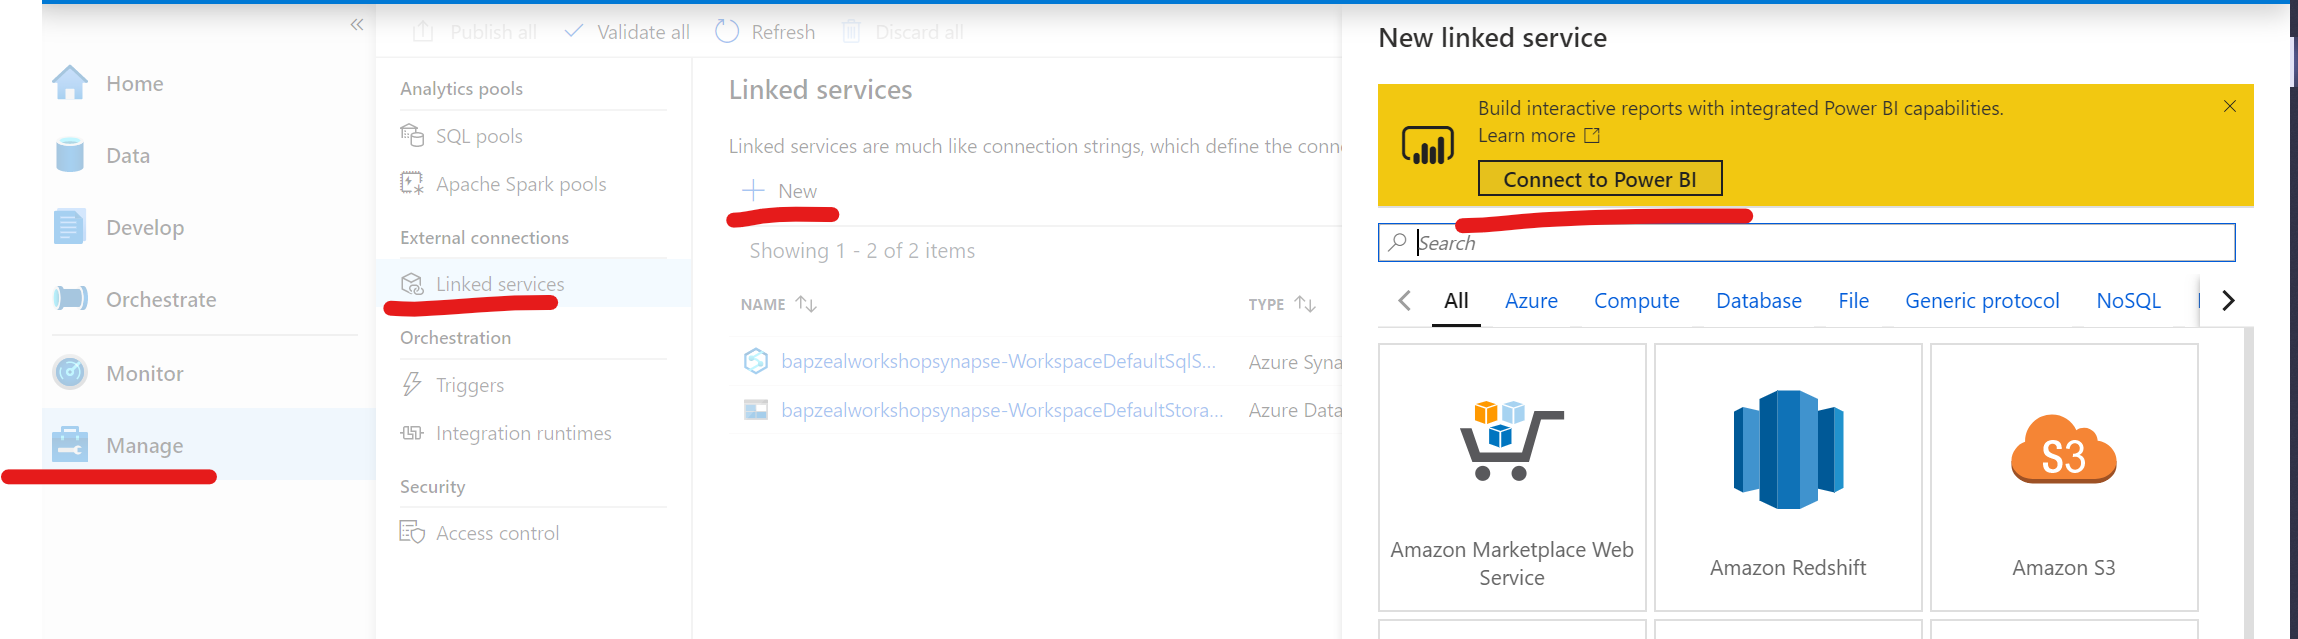 «
Home
Data
Develop
Orchestrate
Monitor
Manage
Publish all
Validate all
Refresh
Discard all
Analytics pools
SQL pools
Apache Spark pools
External connections
Linked services
Orchestration
Triggers
Integration runtimes
Security
Access control
Linked services
Linked services are much like connection strings, which define the
New
Showing 1 - 2 of 2 items
NAME TYPE
bapzealworkshopsynapse-WorkspaceDefaultSqlS... Azure Syna
bapzealworkshopsynapse-WorkspaceDefaultStora... Azure Data
New linked service
Build interactive reports with integrated Power BI capabilities.
Learn more
Connect to Power BI
Search
All Azure Compute Database File Generic protocol NoSQL
S3
Amazon Marketplace Web
Service
Amazon Redshift
Amazon S3